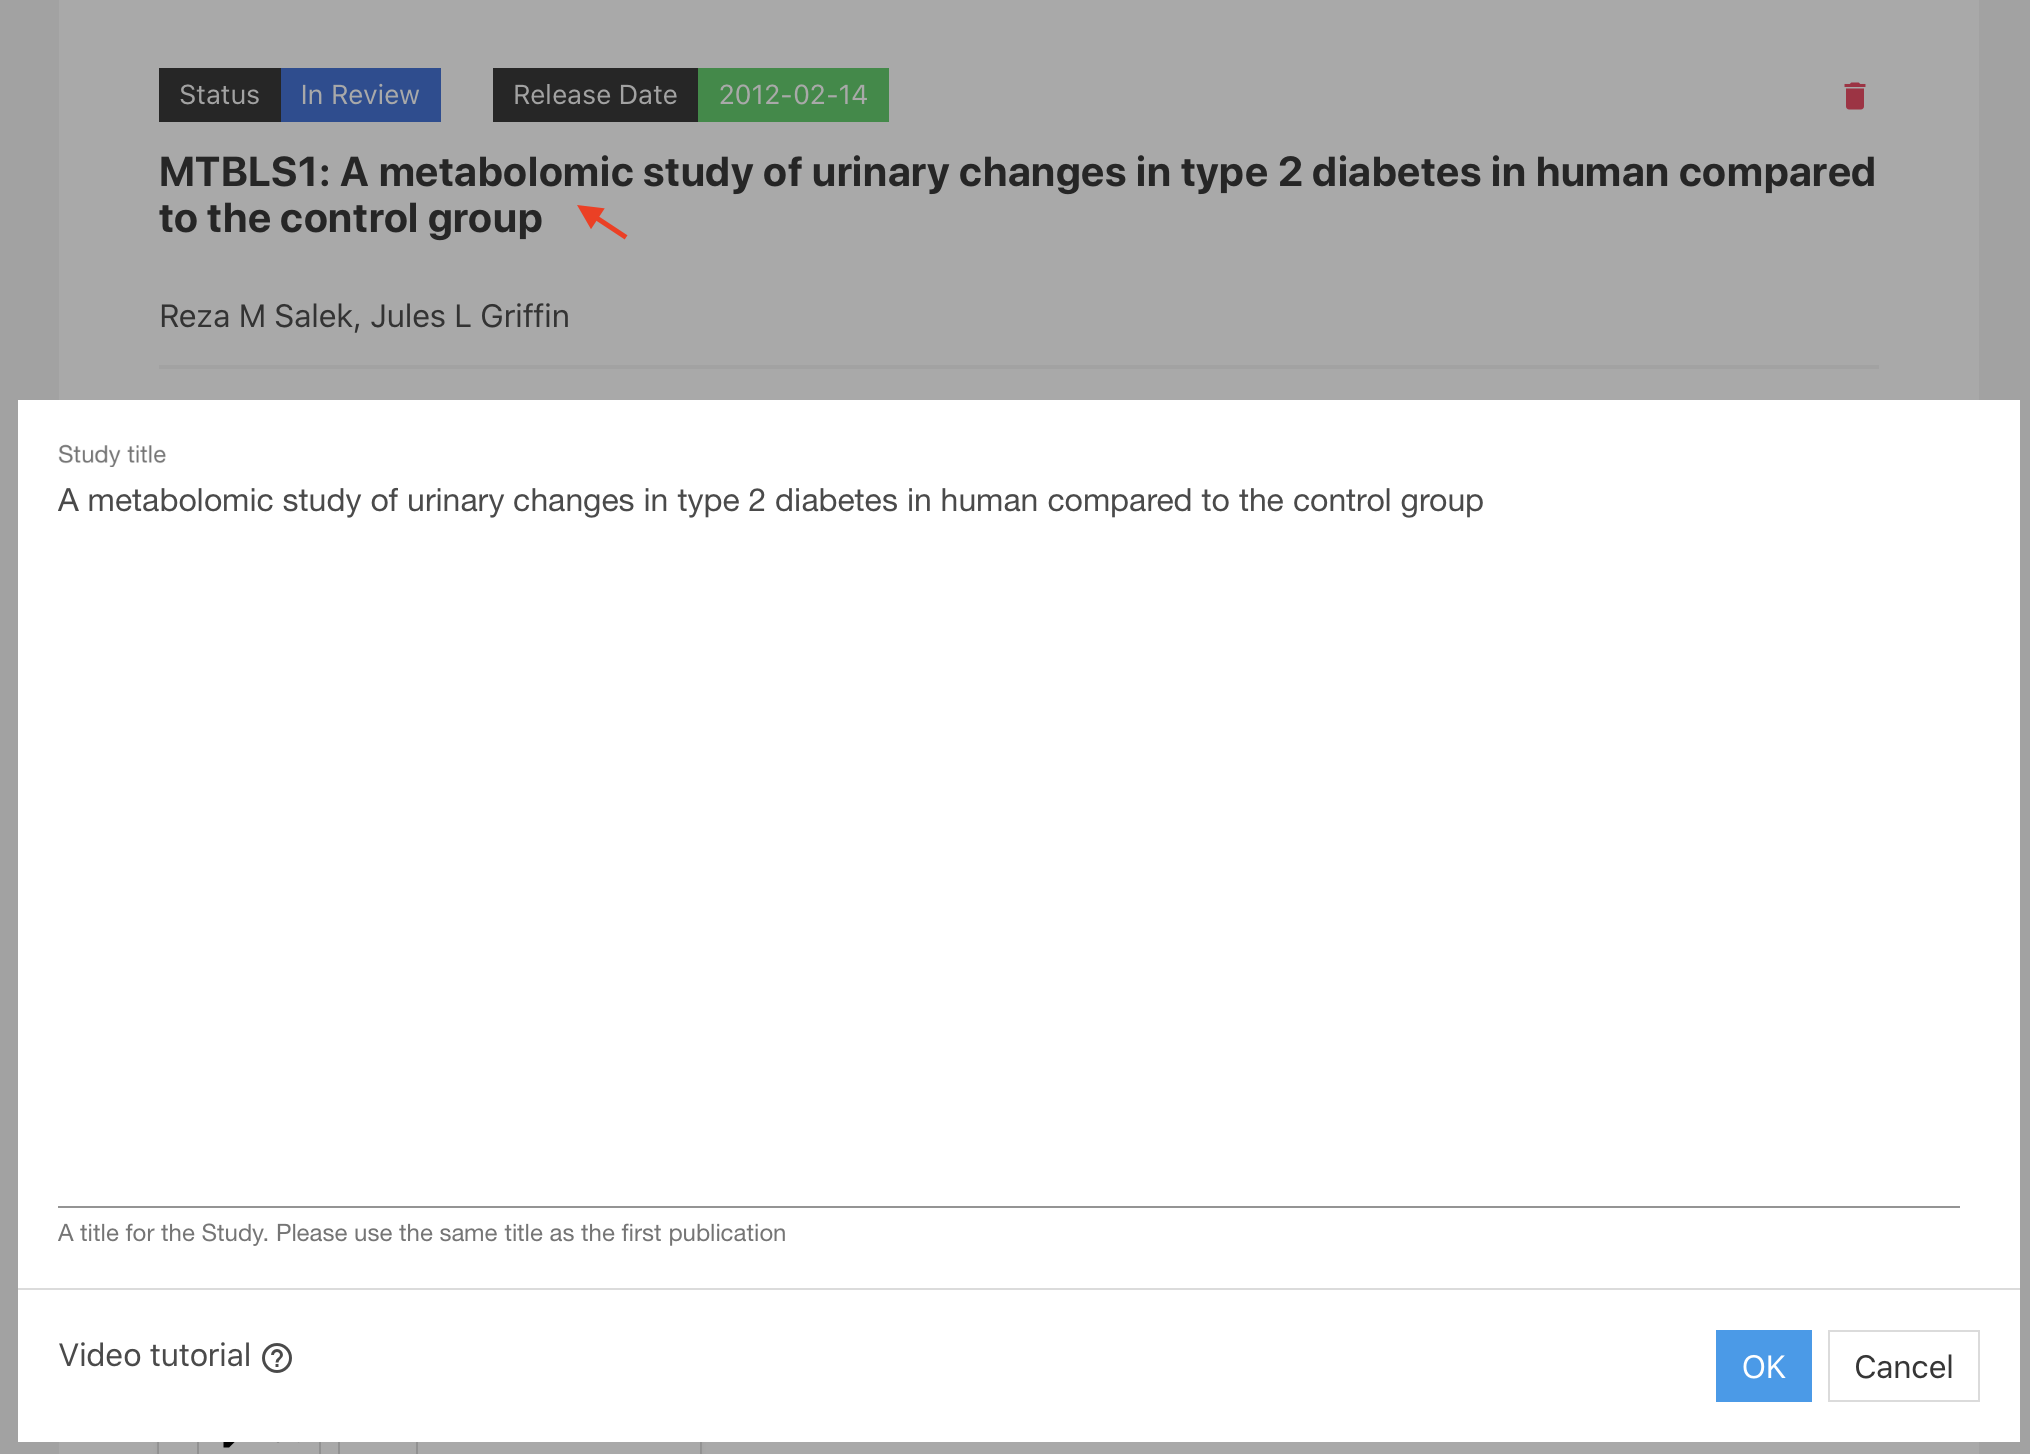 Status In Review Release Date 2012-02-14
MTBLS1: A metabolomic study of urinary changes in type 2 diabetes in human compared
to the control group
Reza M Salek, Jules L Griffin
Study title
A metabolomic study of urinary changes in type 2 diabetes in human compared to the control group
A title for the Study. Please use the same title as the first publication
Video tutorial ?
OK Cancel